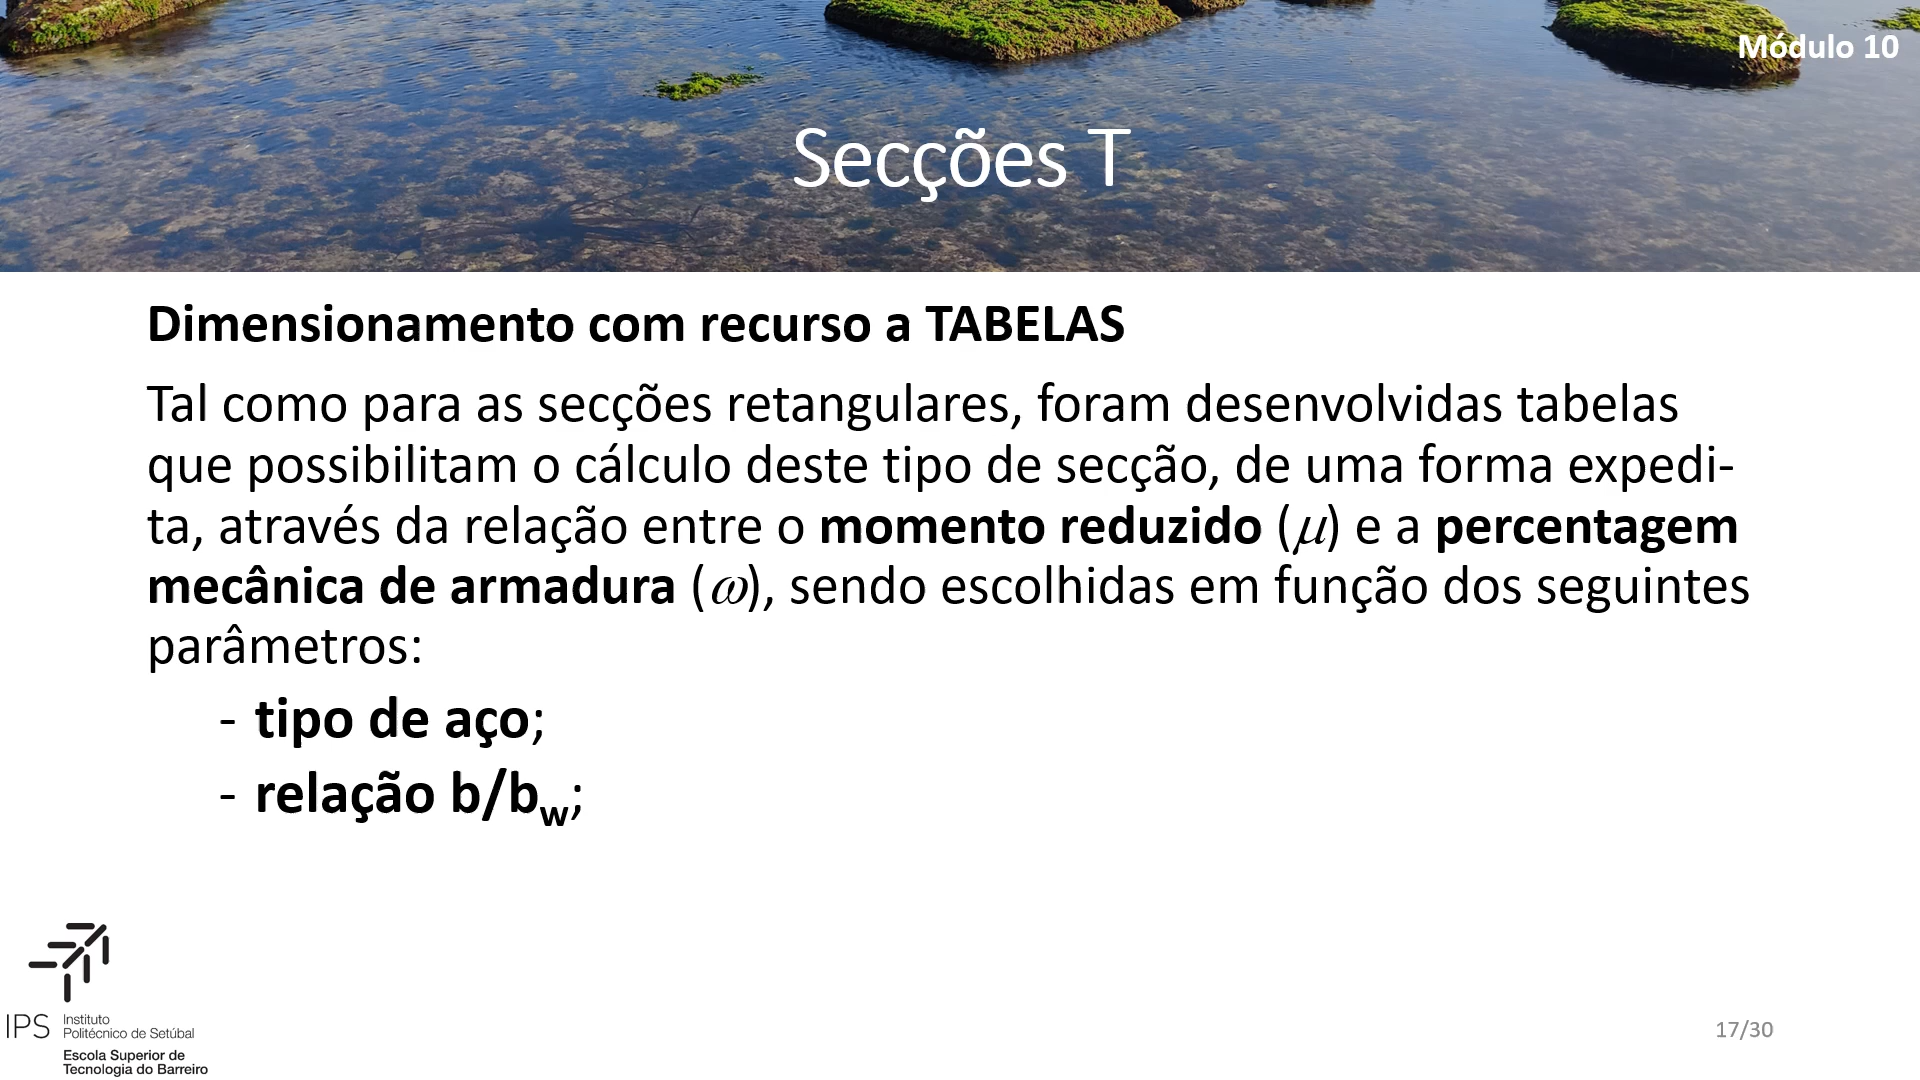 Módulo 10
Secções T
Dimensionamento com recurso a TABELAS
Tal como para as secções retangulares, foram desenvolvidas tabelas
que possibilitam o cálculo deste tipo de secção, de uma forma expedi-
ta, através da relação entre o momento reduzido (μ) e a percentagem
mecânica de armadura (ω), sendo escolhidas em função dos seguintes
parâmetros:
- tipo de aço;
- relação b/bw;
IPS Instituto
Politécnico de Setúbal
Escola Superior de
Tecnologia do Barreiro
17/30